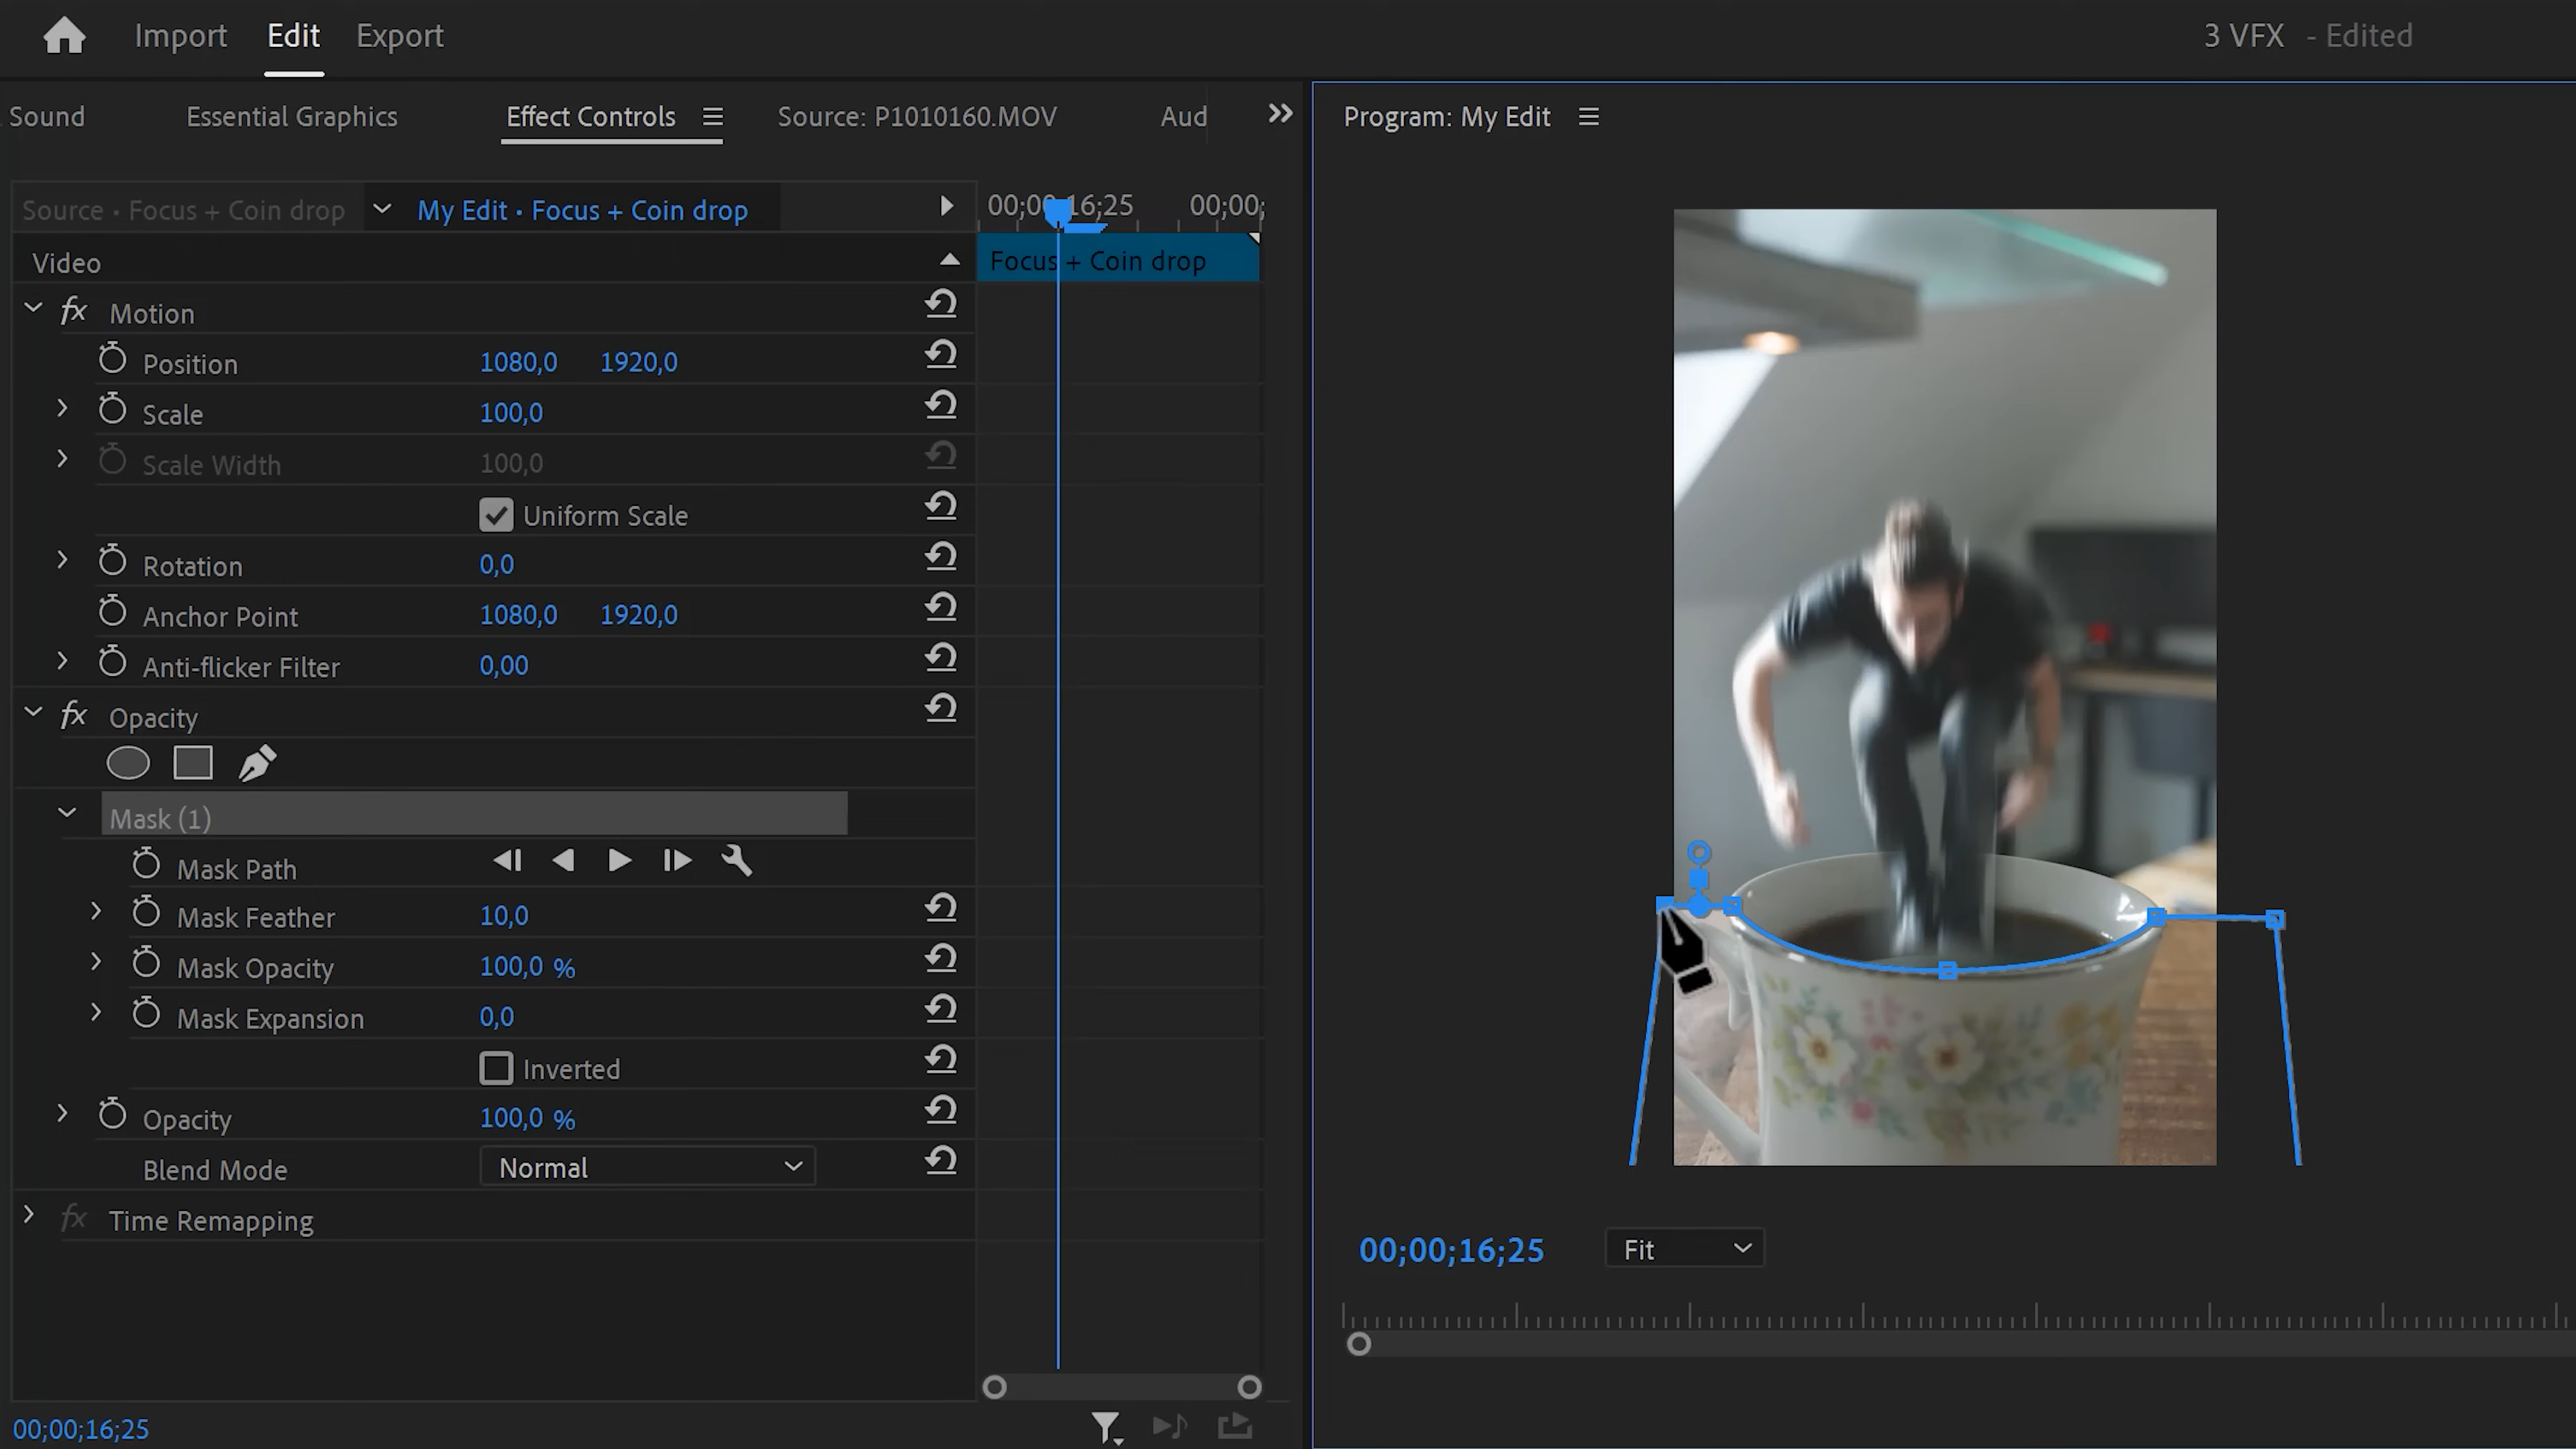 Import Edit Export 3 VFX - Edited
Sound Essential Graphics Effect Controls Source: P1010160.MOV Aud
Program: My Edit
Source · Focus + Coin drop My Edit · Focus + Coin drop 00;00;16;25 00;00;
Video Focus + Coin drop
fx Motion
Position 1080,0 1920,0
Scale 100,0
Scale Width 100,0
Uniform Scale
Rotation 0,0
Anchor Point 1080,0 1920,0
Anti-flicker Filter 0,00
fx Opacity
Mask (1)
Mask Path
Mask Feather 10,0
Mask Opacity 100,0 %
Mask Expansion 0,0
Inverted
Opacity 100,0 %
Blend Mode Normal
fx Time Remapping
00;00;16;25 Fit
00;00;16;25